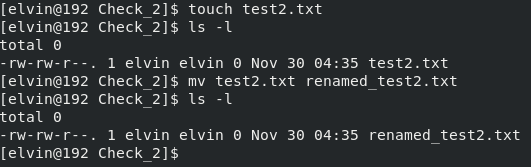 [elvin@192 Check_2]$ touch test2.txt
[elvin@192 Check_2]$ ls -l
total 0
-rw-rw-r--. 1 elvin elvin 0 Nov 30 04:35 test2.txt
[elvin@192 Check_2]$ mv test2.txt renamed_test2.txt
[elvin@192 Check_2]$ ls -l
total 0
-rw-rw-r--. 1 elvin elvin 0 Nov 30 04:35 renamed_test2.txt
[elvin@192 Check_2]$